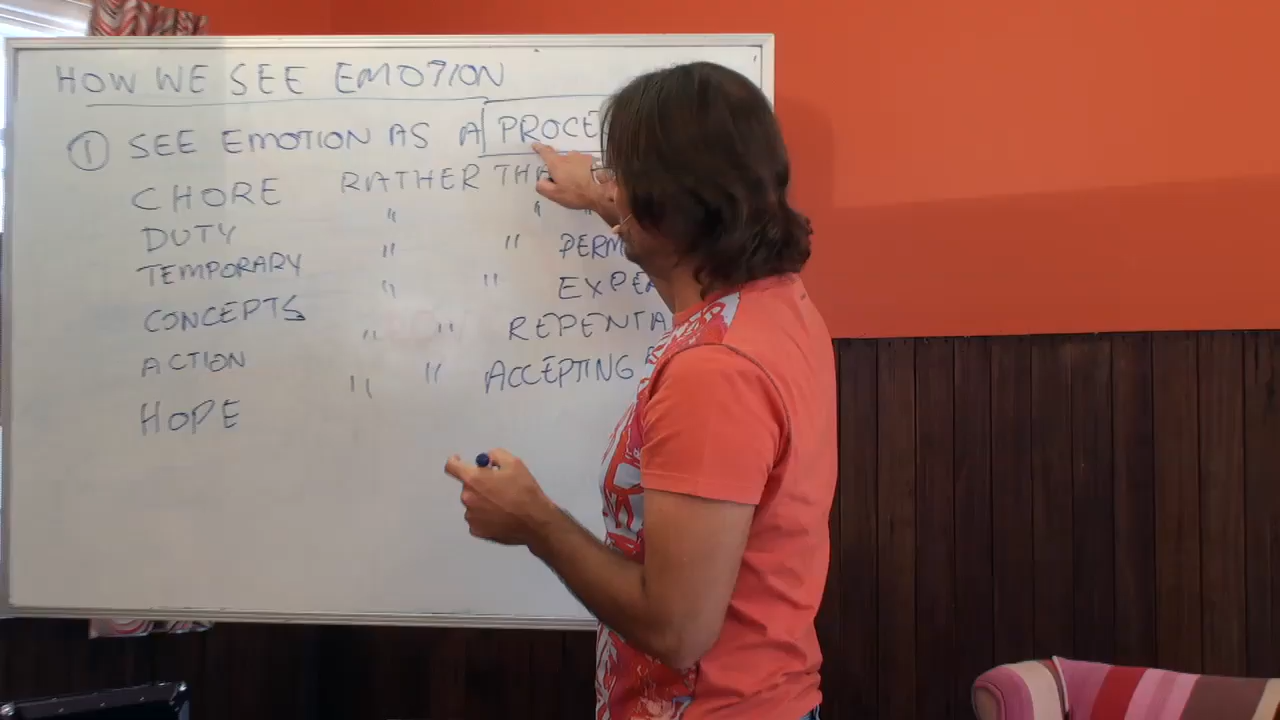 HOW WE SEE EMOTION
① SEE EMOTION AS A PROCE
CHORE RATHER THA
DUTY " " "
TEMPORARY " " PERM
CONCEPTS " " EXPE
ACTION " " REPENTA
HOPE " " ACCEPTING